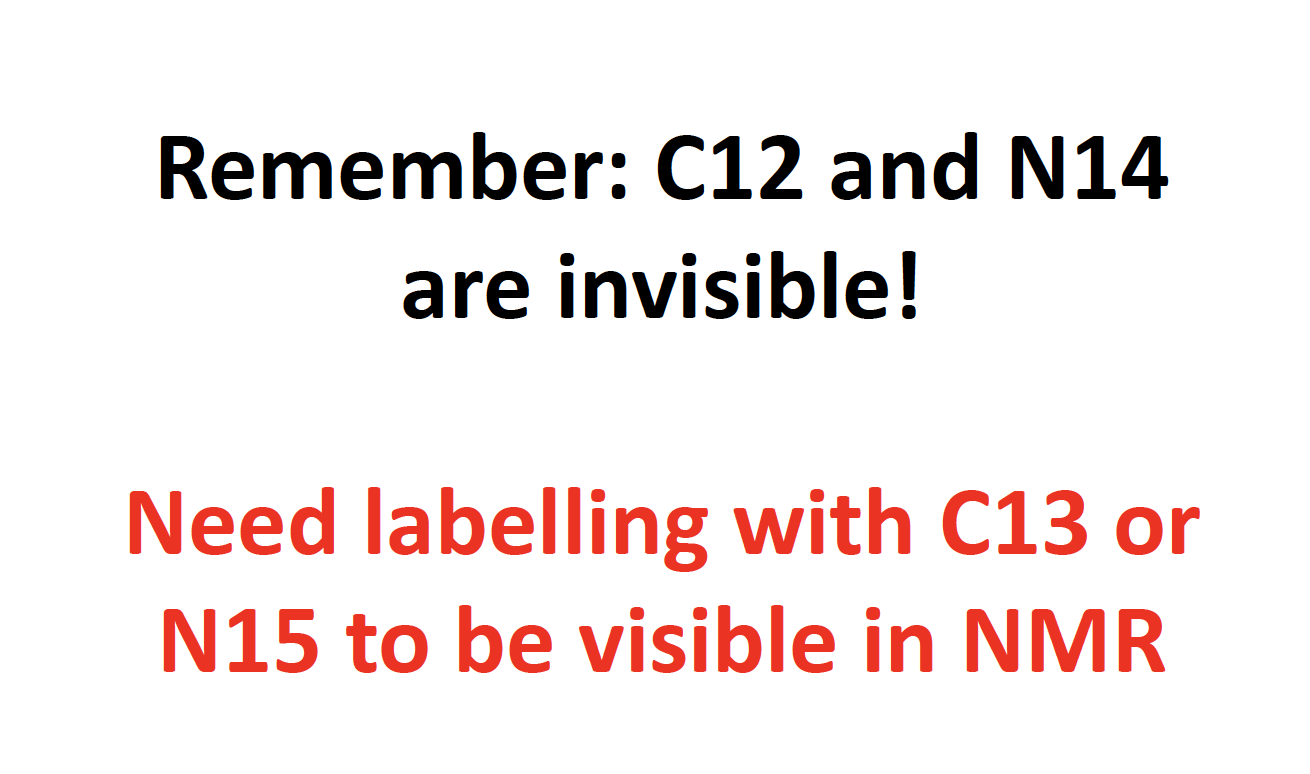 Remember: C12 and N14
are invisible!
Need labelling with C13 or
N15 to be visible in NMR